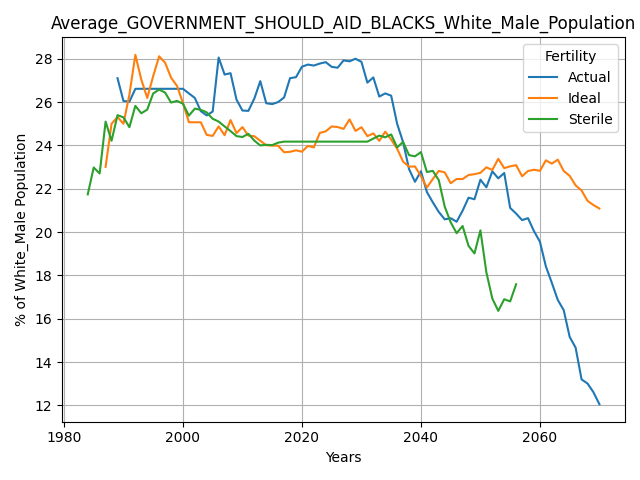 Average_GOVERNMENT_SHOULD_AID_BLACKS_White_Male_Population
Fertility
Actual
Ideal
Sterile
% of White_Male Population
28
26
24
22
20
18
16
14
12
1980
2000
2020
2040
2060
Years